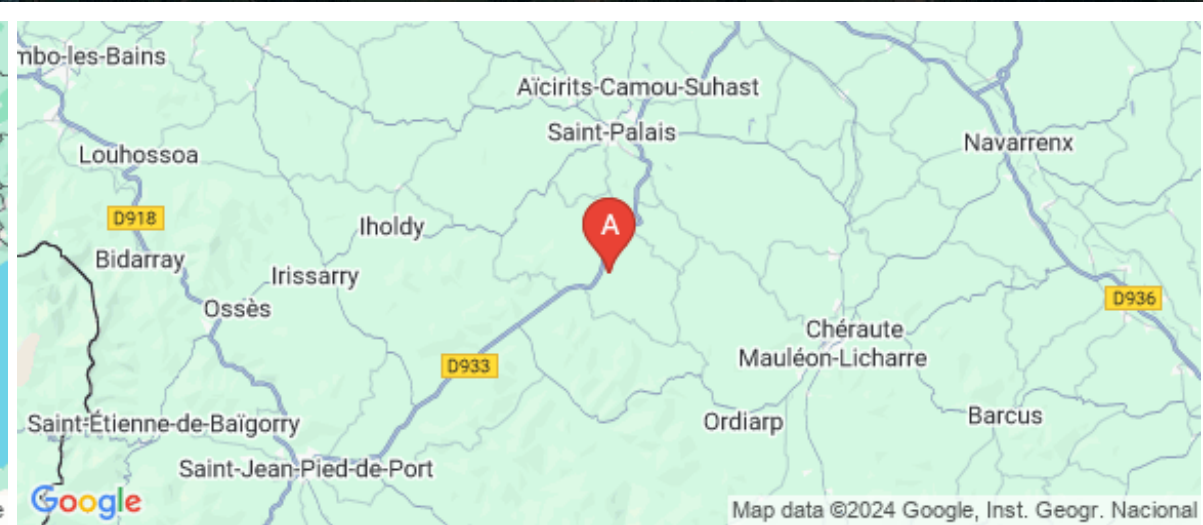 mbo-les-Bains
Aïcirits-Camou-Suhast
Saint-Palais
Navarrenx
Louhossoa
D918
Iholdy
A
Bidarray
Irissarry
Ossès
D936
Chéraute
Mauléon-Licharre
D933
Saint-Étienne-de-Baïgorry
Ordiarp
Barcus
Saint-Jean-Pied-de-Port
Google
Map data ©2024 Google, Inst. Geogr. Nacional